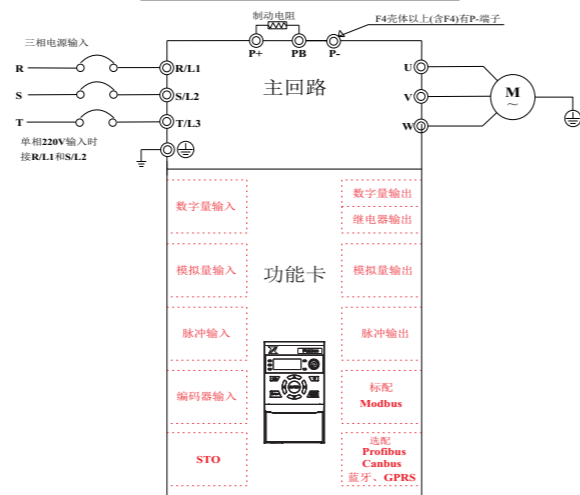 制动电阻
F4壳体以上(含F4)有P-端子
P+
PB
P-
三相电源输入
R
R/L1
S
S/L2
T
T/L3
单相220V输入时
接R/L1和S/L2
主回路
U
V
W
M
~
数字量输入
数字量输出
继电器输出
模拟量输入
功能卡
模拟量输出
脉冲输入
脉冲输出
编码器输入
标配
Modbus
STO
选配
Profibus
Canbus
蓝牙、GPRS